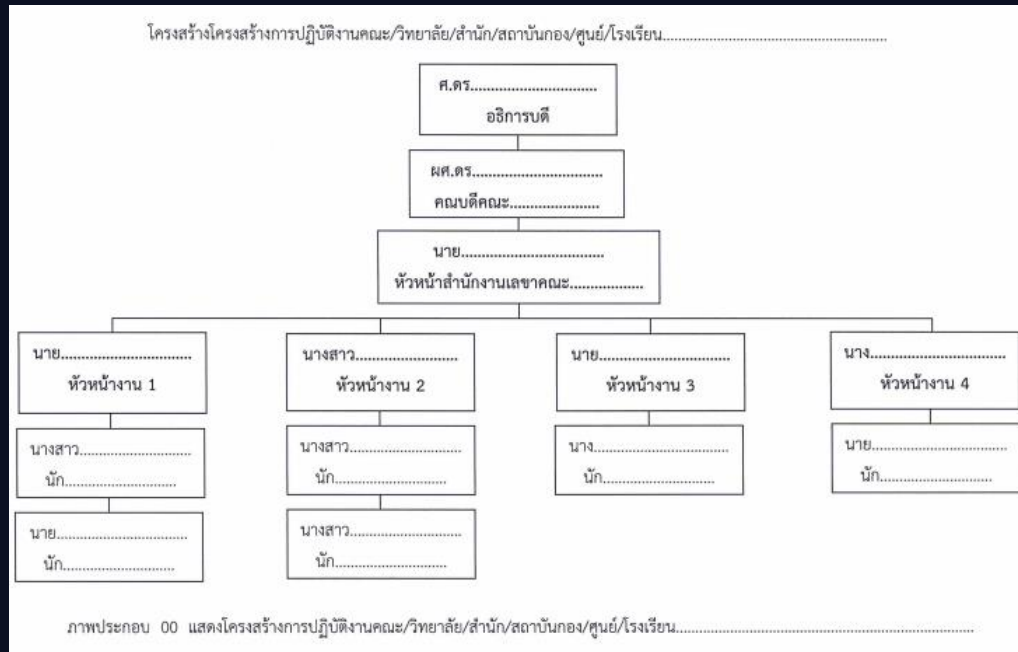 โครงสร้างโครงสร้างการปฏิบัติงานคณะ/วิทยาลัย/สำนัก/สถาบันกอง/ศูนย์/โรงเรียน..........................................................
ศ.ดร................................
อธิการบดี
ผศ.ดร...........................
คณบดีคณะ.......................
นาย....................................
หัวหน้าสำนักงานเลขาคณะ...................
นาย.................................
หัวหน้างาน 1
นางสาว..........................
หัวหน้างาน 2
นาย.................................
หัวหน้างาน 3
นาง..................................
หัวหน้างาน 4
นางสาว............................
นัก............................
นางสาว............................
นัก............................
นาง..................................
นัก............................
นาย..................................
นัก............................
นาย.................................
นัก............................
นางสาว............................
นัก............................
ภาพประกอบ 00 แสดงโครงสร้างการปฏิบัติงานคณะ/วิทยาลัย/สำนัก/สถาบันกอง/ศูนย์/โรงเรียน.............................................................................